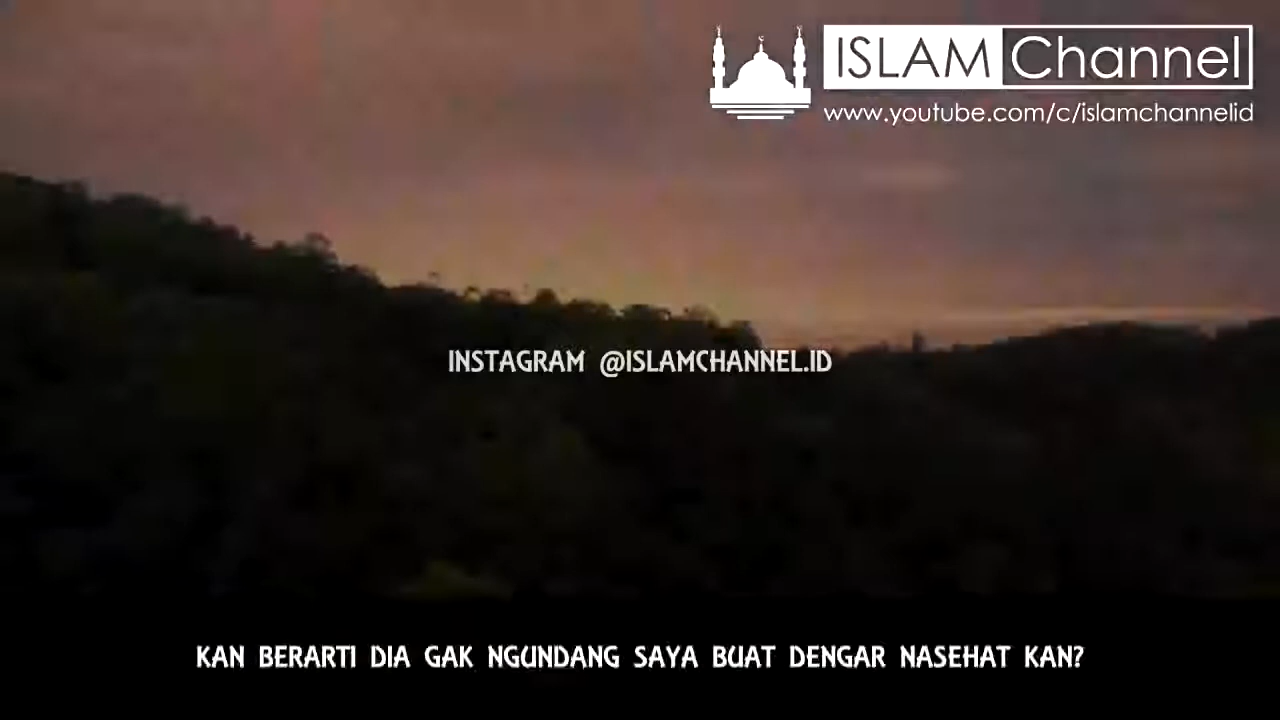 ISLAM Channel
www.youtube.com/c/islamchannelid
INSTAGRAM @ISLAMCHANNEL.ID
KAN BERARTI DIA GAK NGUNDANG SAYA BUAT DENGAR NASEHAT KAN?